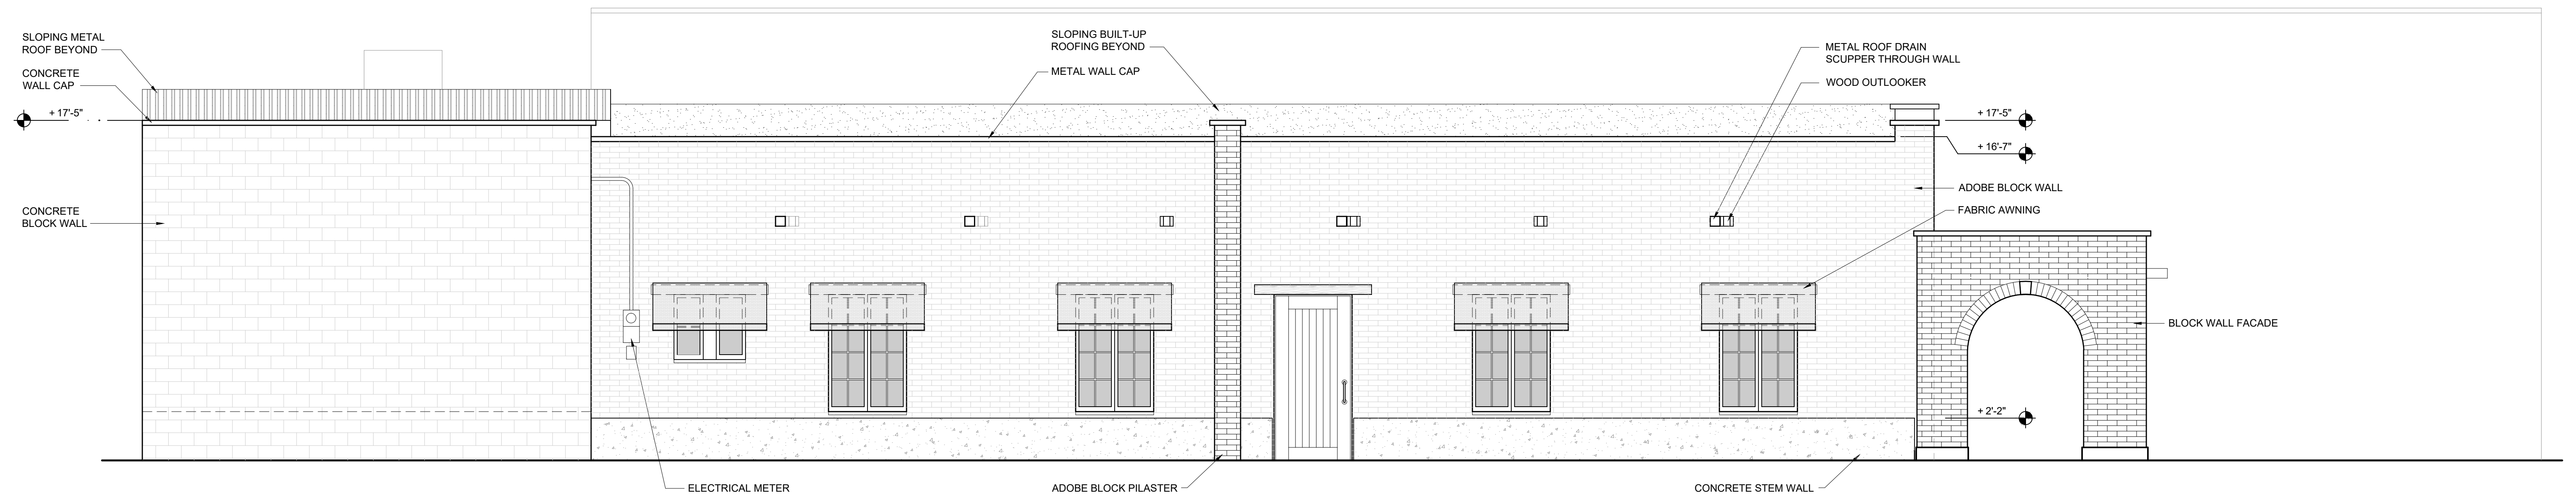 SLOPING METAL
ROOF BEYOND
CONCRETE
WALL CAP
+ 17'-5"
CONCRETE
BLOCK WALL
SLOPING BUILT-UP
ROOFING BEYOND
METAL WALL CAP
METAL ROOF DRAIN
SCUPPER THROUGH WALL
WOOD OUTLOOKER
+ 17'-5"
+ 16'-7"
ADOBE BLOCK WALL
FABRIC AWNING
BLOCK WALL FACADE
+ 2'-2"
ELECTRICAL METER
ADOBE BLOCK PILASTER
CONCRETE STEM WALL